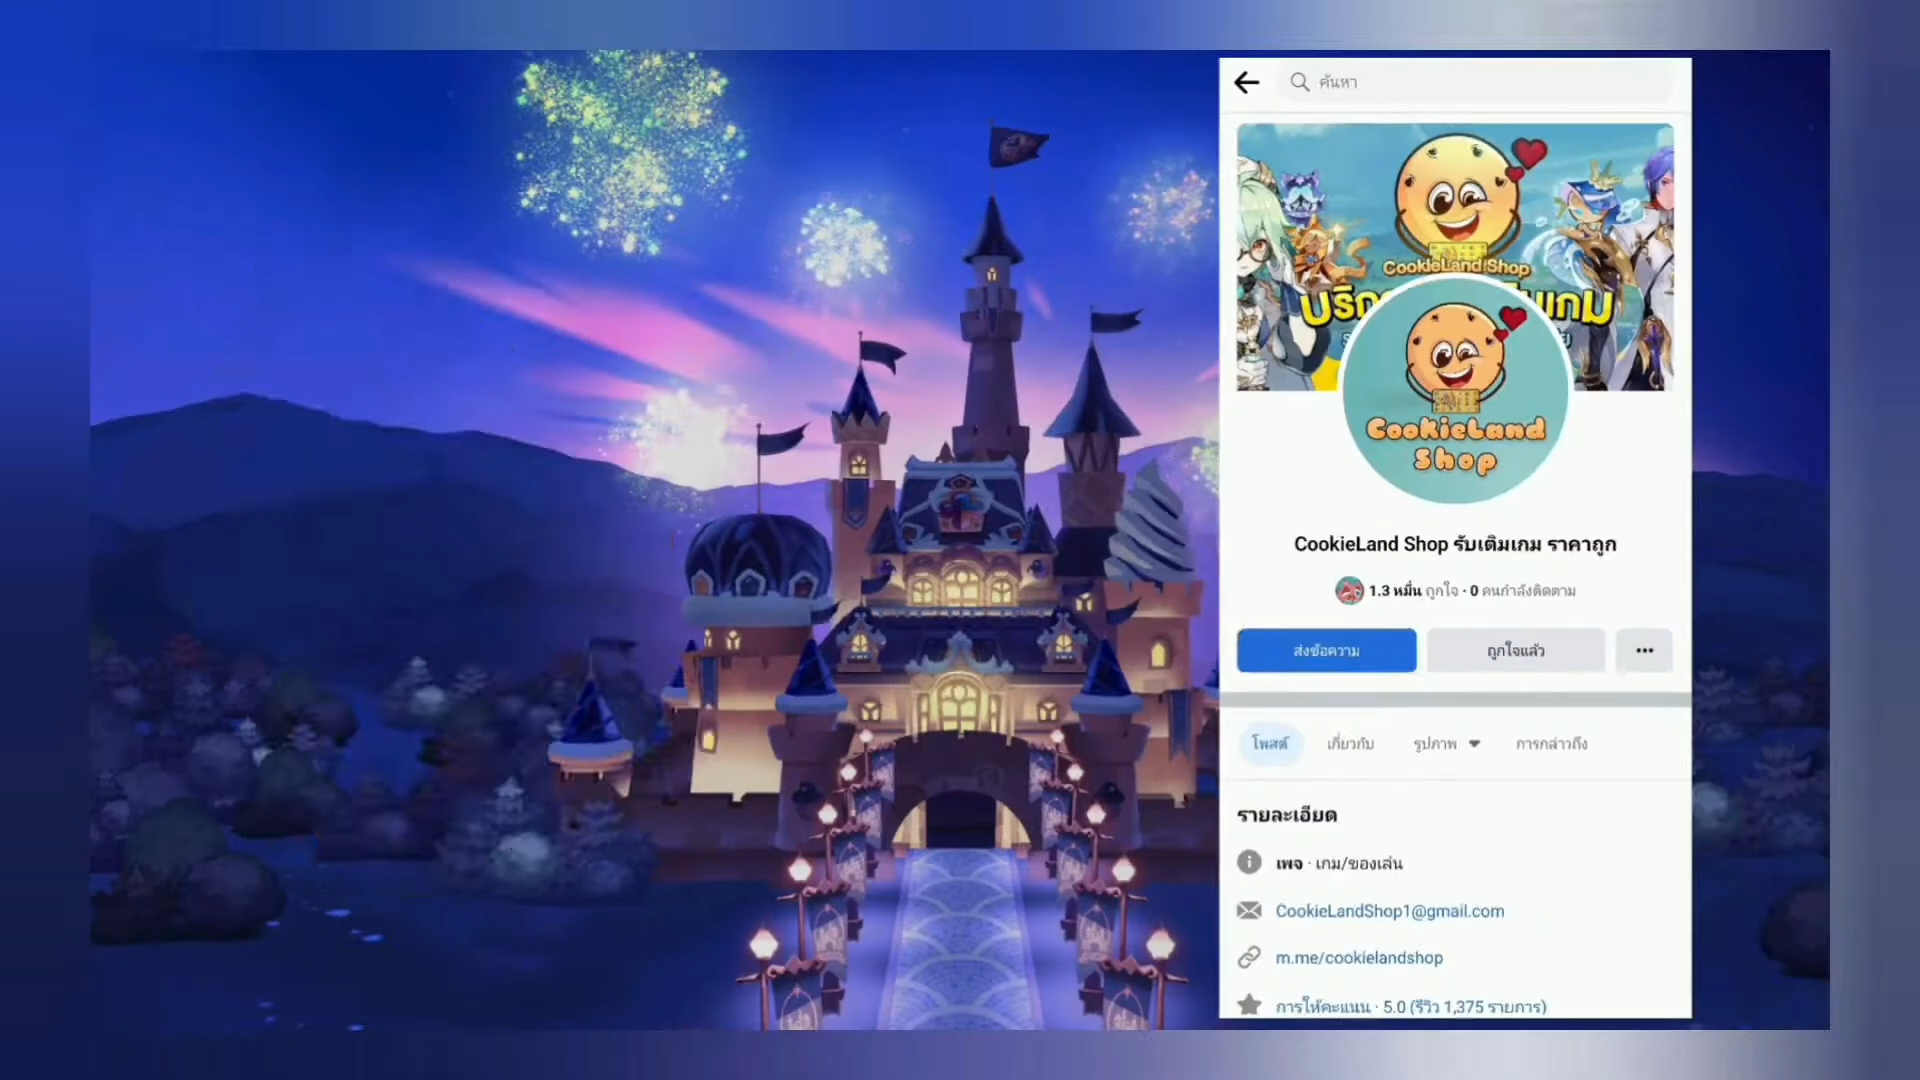 ค้นหา
CookieLand Shop
CookieLand
Shop
CookieLand Shop รับเติมเกม ราคาถูก
1.3 หมื่น ถูกใจ · 0 คนกำลังติดตาม
ส่งข้อความ
ถูกใจแล้ว
โพสต์
เกี่ยวกับ
รูปภาพ
การกล่าวถึง
รายละเอียด
เพจ · เกม/ของเล่น
CookieLandShop1@gmail.com
m.me/cookielandshop
การให้คะแนน · 5.0 (รีวิว 1,375 รายการ)